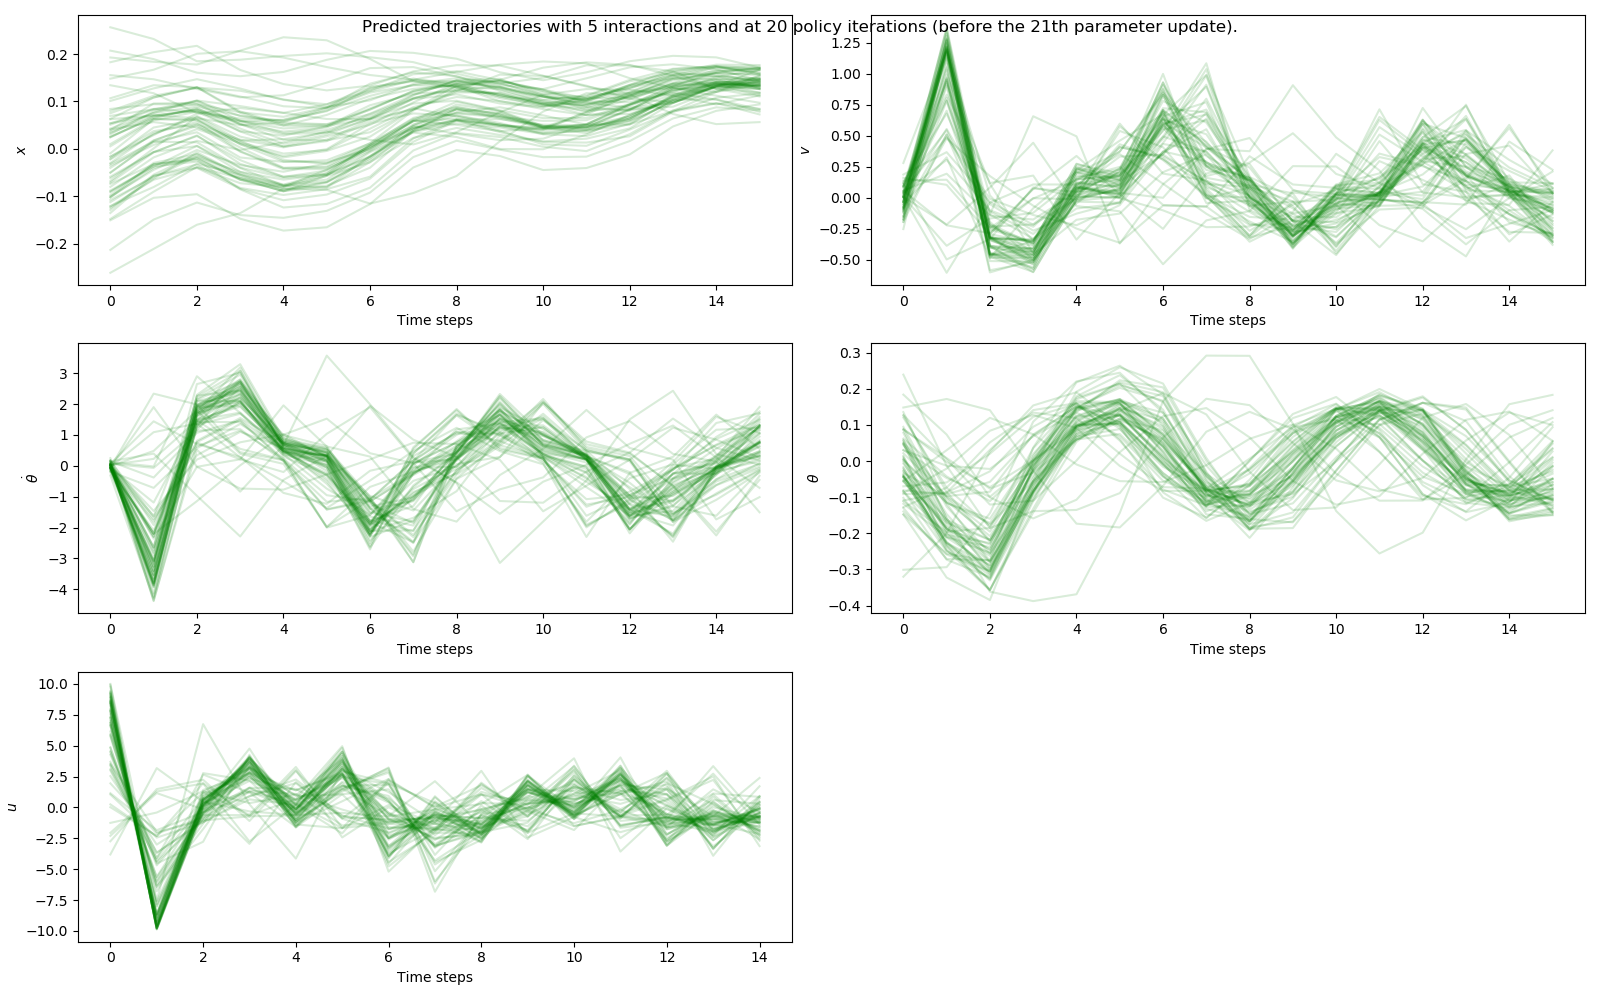 Predicted trajectories with 5 interactions and at 20 policy iterations (before the 21th parameter update).
0.2
0.1
0.0
−0.1
−0.2
x
0 2 4 6 8 10 12 14
Time steps
1.25
1.00
0.75
0.50
0.25
0.00
−0.25
−0.50
v
0 2 4 6 8 10 12 14
Time steps
3
2
1
0
−1
−2
−3
−4
θ̇
0 2 4 6 8 10 12 14
Time steps
0.3
0.2
0.1
0.0
−0.1
−0.2
−0.3
−0.4
θ
0 2 4 6 8 10 12 14
Time steps
10.0
7.5
5.0
2.5
0.0
−2.5
−5.0
−7.5
−10.0
u
0 2 4 6 8 10 12 14
Time steps